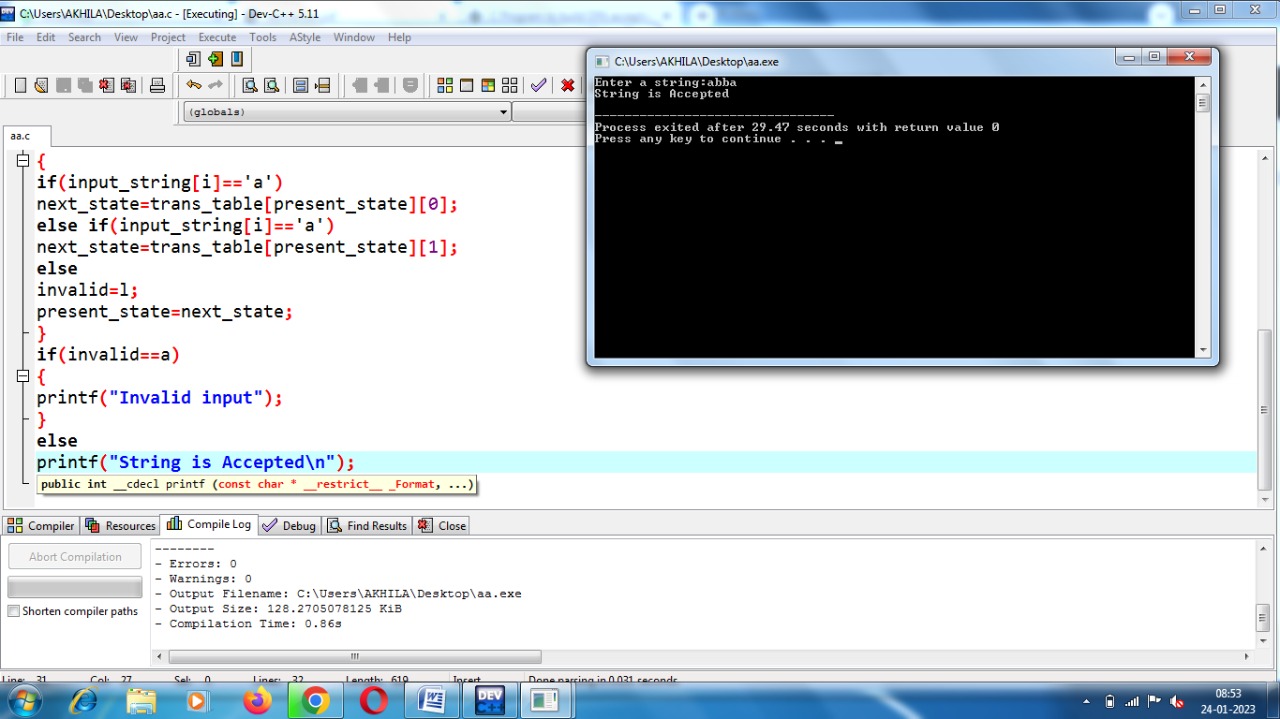 C:\Users\AKHILA\Desktop\aa.c - [Executing] - Dev-C++ 5.11
File Edit Search View Project Execute Tools AStyle Window Help
(globals)
aa.c
{
if(input_string[i]=='a')
next_state=trans_table[present_state][0];
else if(input_string[i]=='a')
next_state=trans_table[present_state][1];
else
invalid=l;
present_state=next_state;
}
if(invalid==a)
{
printf("Invalid input");
}
else
printf("String is Accepted\n");
public int __cdecl printf (const char * __restrict__ _Format, ...)
C:\Users\AKHILA\Desktop\aa.exe
Enter a string:abba
String is Accepted
--------------------------------
Process exited after 29.47 seconds with return value 0
Press any key to continue . . . _
Compiler Resources Compile Log Debug Find Results Close
Abort Compilation
Shorten compiler paths
--------
- Errors: 0
- Warnings: 0
- Output Filename: C:\Users\AKHILA\Desktop\aa.exe
- Output Size: 128.2705078125 KiB
- Compilation Time: 0.86s
Line: 31 Col: 27 Sel: 0 Lines: 32 Length: 619 Insert Done parsing in 0.031 seconds
DEV C++
08:53
24-01-2023